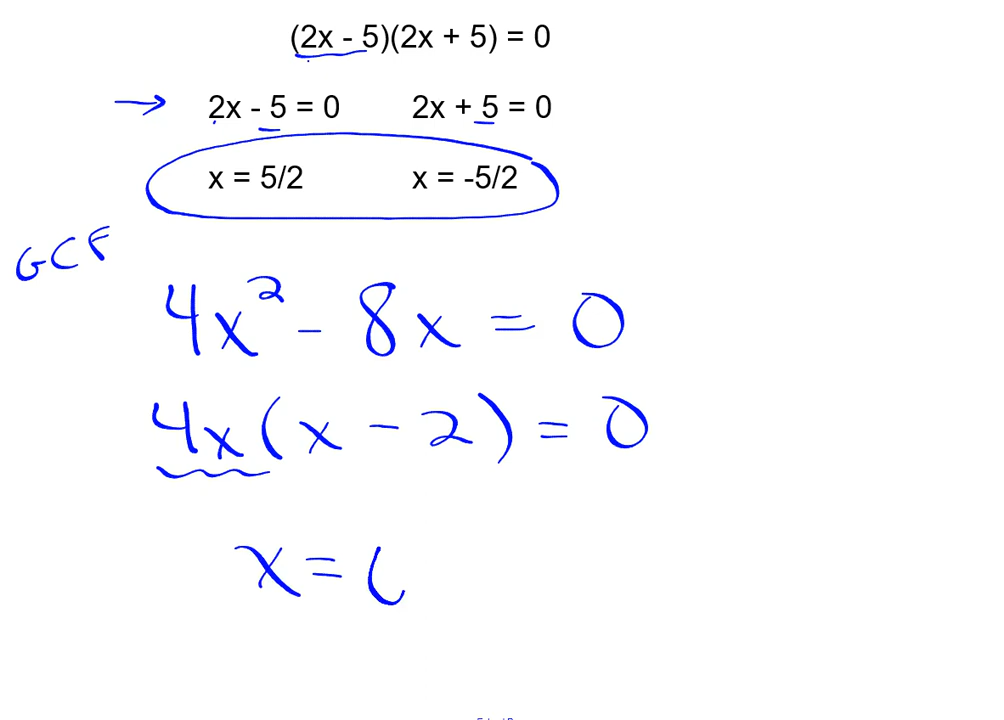 (2x - 5)(2x + 5) = 0
2x - 5 = 0 2x + 5 = 0
x = 5/2 x = -5/2
GCF
4x² - 8x = 0
4x(x - 2) = 0
x = (